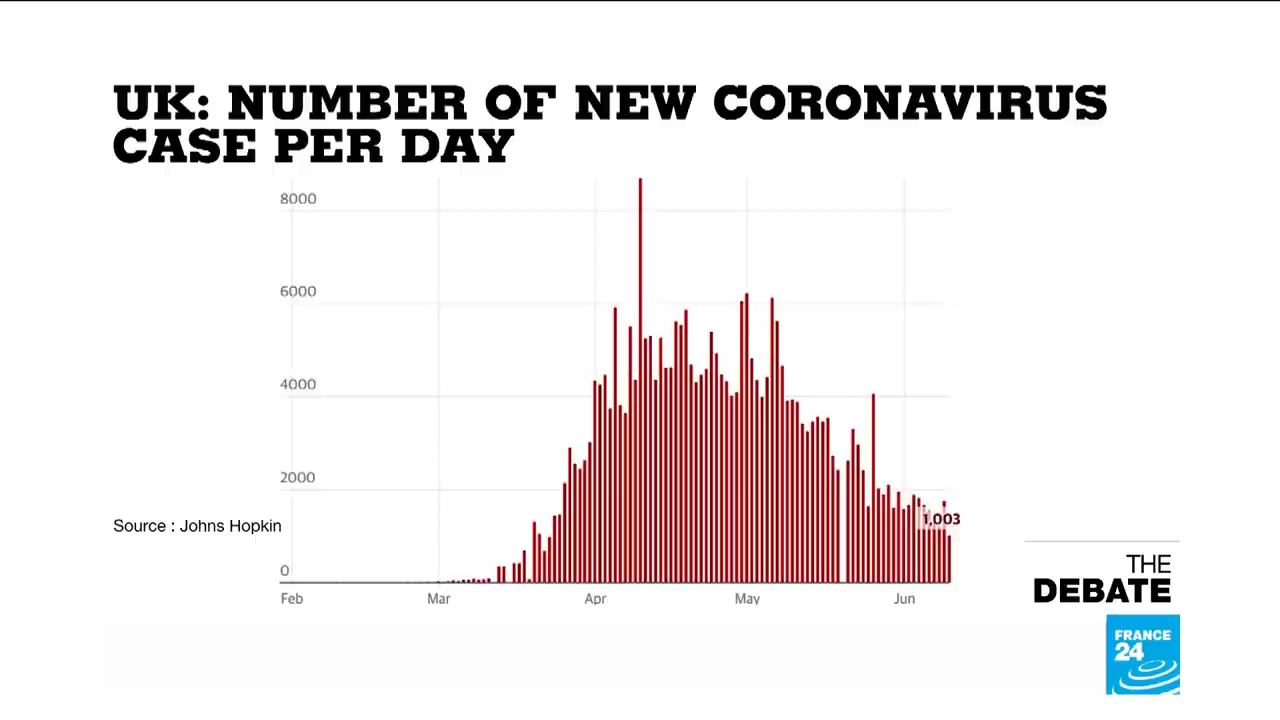 UK: NUMBER OF NEW CORONAVIRUS
CASE PER DAY
8000
6000
4000
2000
0
Source : Johns Hopkin
1,003
Feb
Mar
Apr
May
Jun
THE
DEBATE
FRANCE
24